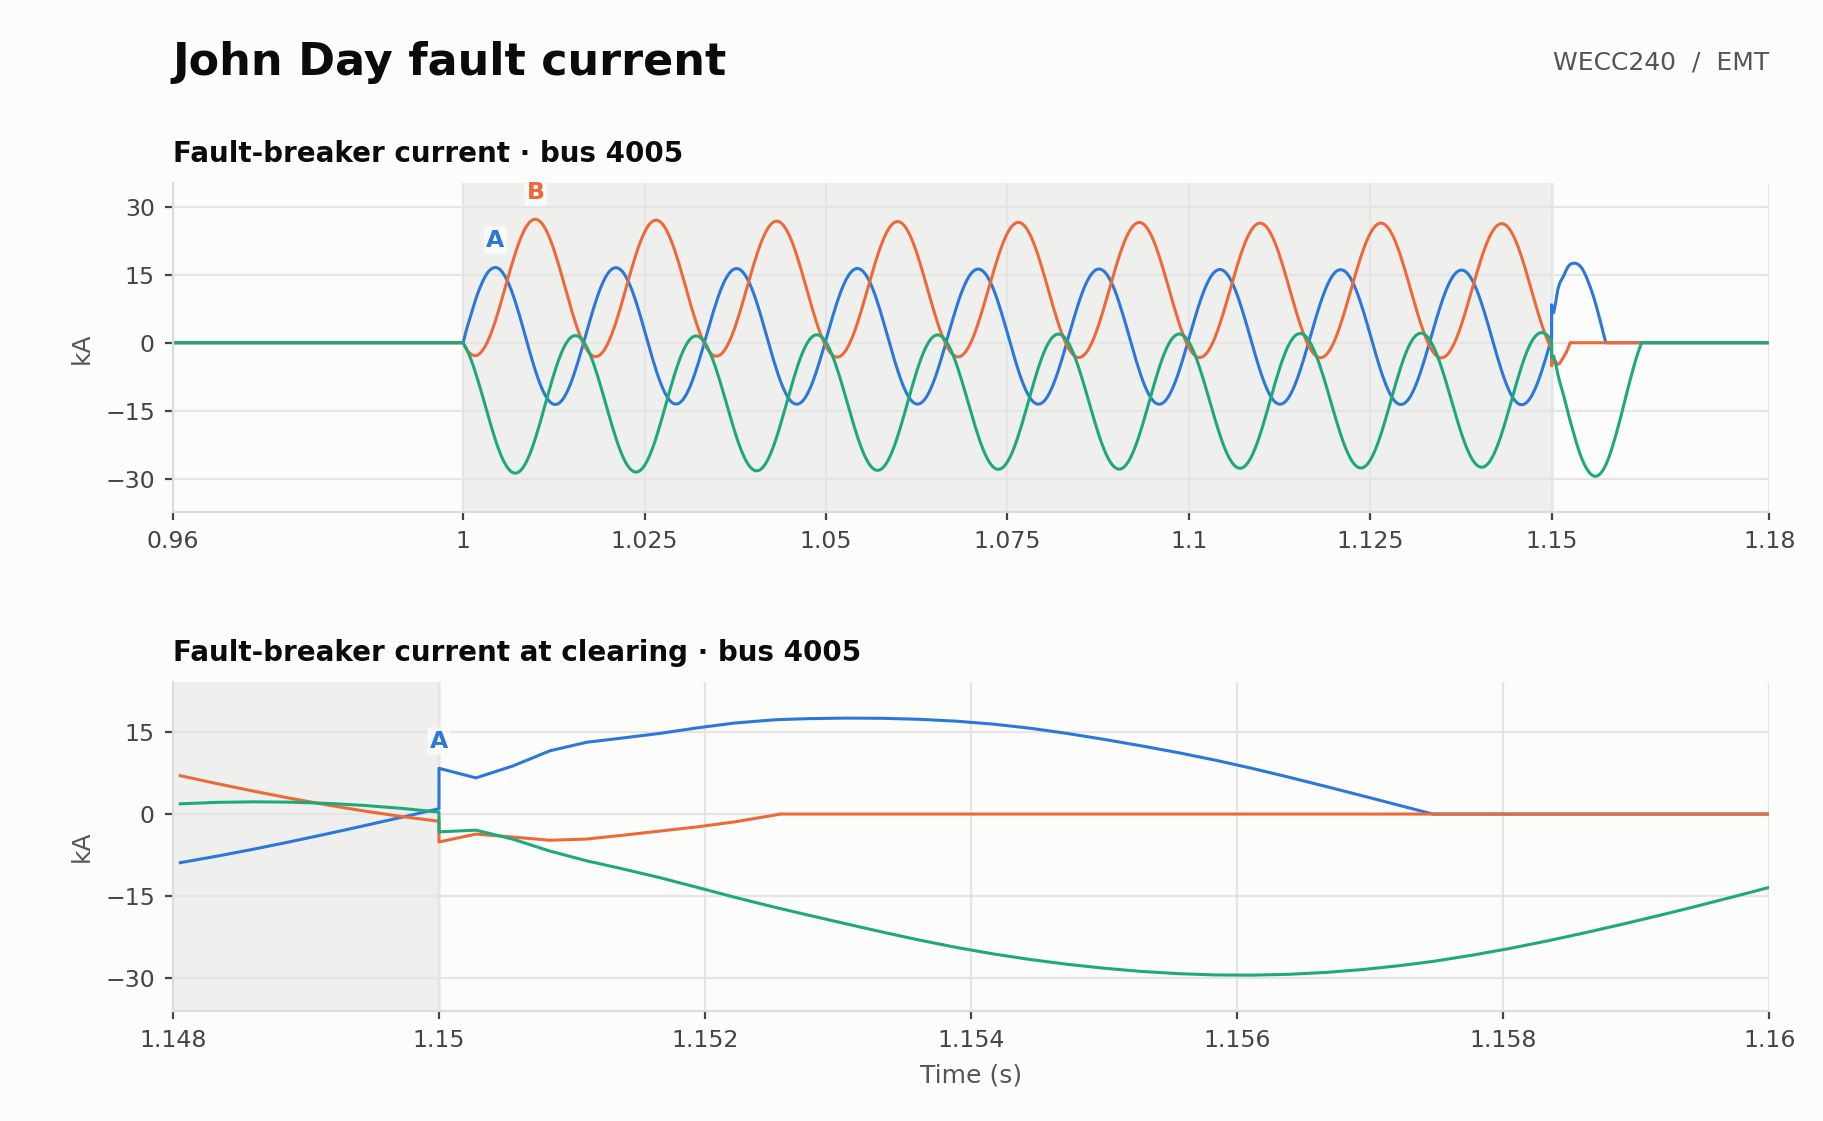 John Day fault current
WECC240 / EMT
Fault-breaker current · bus 4005
B
A
30
15
0
−15
−30
kA
0.96 1 1.025 1.05 1.075 1.1 1.125 1.15 1.18
Fault-breaker current at clearing · bus 4005
A
15
0
−15
−30
kA
1.148 1.15 1.152 1.154 1.156 1.158 1.16
Time (s)